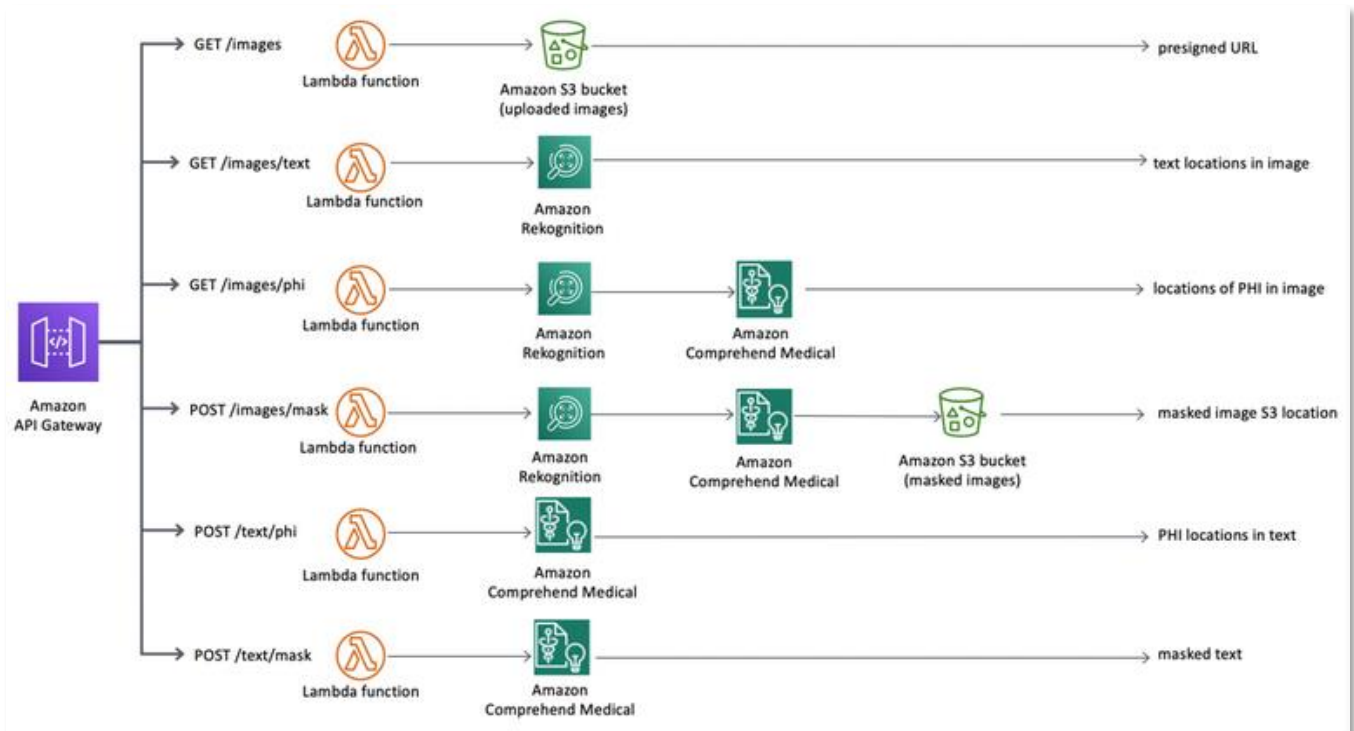 GET /images
Lambda function
Amazon S3 bucket
(uploaded images)
presigned URL
GET /images/text
Lambda function
Amazon
Rekognition
text locations in image
GET /images/phi
Lambda function
Amazon
Rekognition
Amazon
Comprehend Medical
locations of PHI in image
</>
Amazon
API Gateway
POST /images/mask
Lambda function
Amazon
Rekognition
Amazon
Comprehend Medical
Amazon S3 bucket
(masked images)
masked image S3 location
POST /text/phi
Lambda function
Amazon
Comprehend Medical
PHI locations in text
POST /text/mask
Lambda function
Amazon
Comprehend Medical
masked text